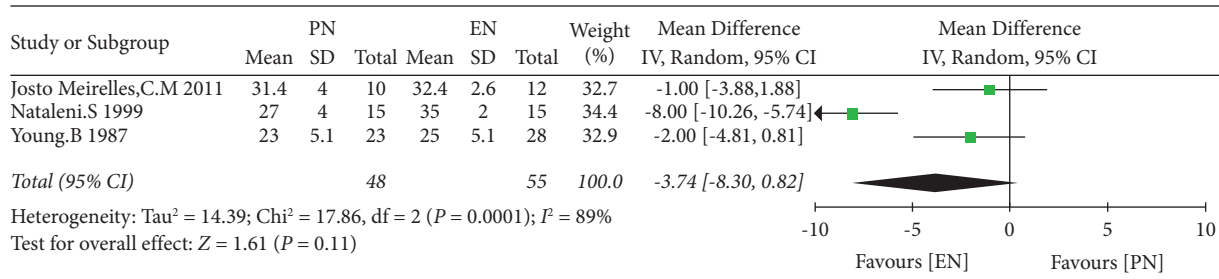 Study or Subgroup PN EN Weight (%) Mean Difference Mean Difference
Mean SD Total Mean SD Total IV, Random, 95% CI IV, Random, 95% CI
Josto Meirelles,C.M 2011 31.4 4 10 32.4 2.6 12 32.7 -1.00 [-3.88,1.88]
Nataleni.S 1999 27 4 15 35 2 15 34.4 -8.00 [-10.26, -5.74]
Young.B 1987 23 5.1 23 25 5.1 28 32.9 -2.00 [-4.81, 0.81]
Total (95% CI) 48 55 100.0 -3.74 [-8.30, 0.82]
Heterogeneity: Tau² = 14.39; Chi² = 17.86, df = 2 (P = 0.0001); I² = 89%
Test for overall effect: Z = 1.61 (P = 0.11)
-10 -5 0 5 10
Favours [EN] Favours [PN]